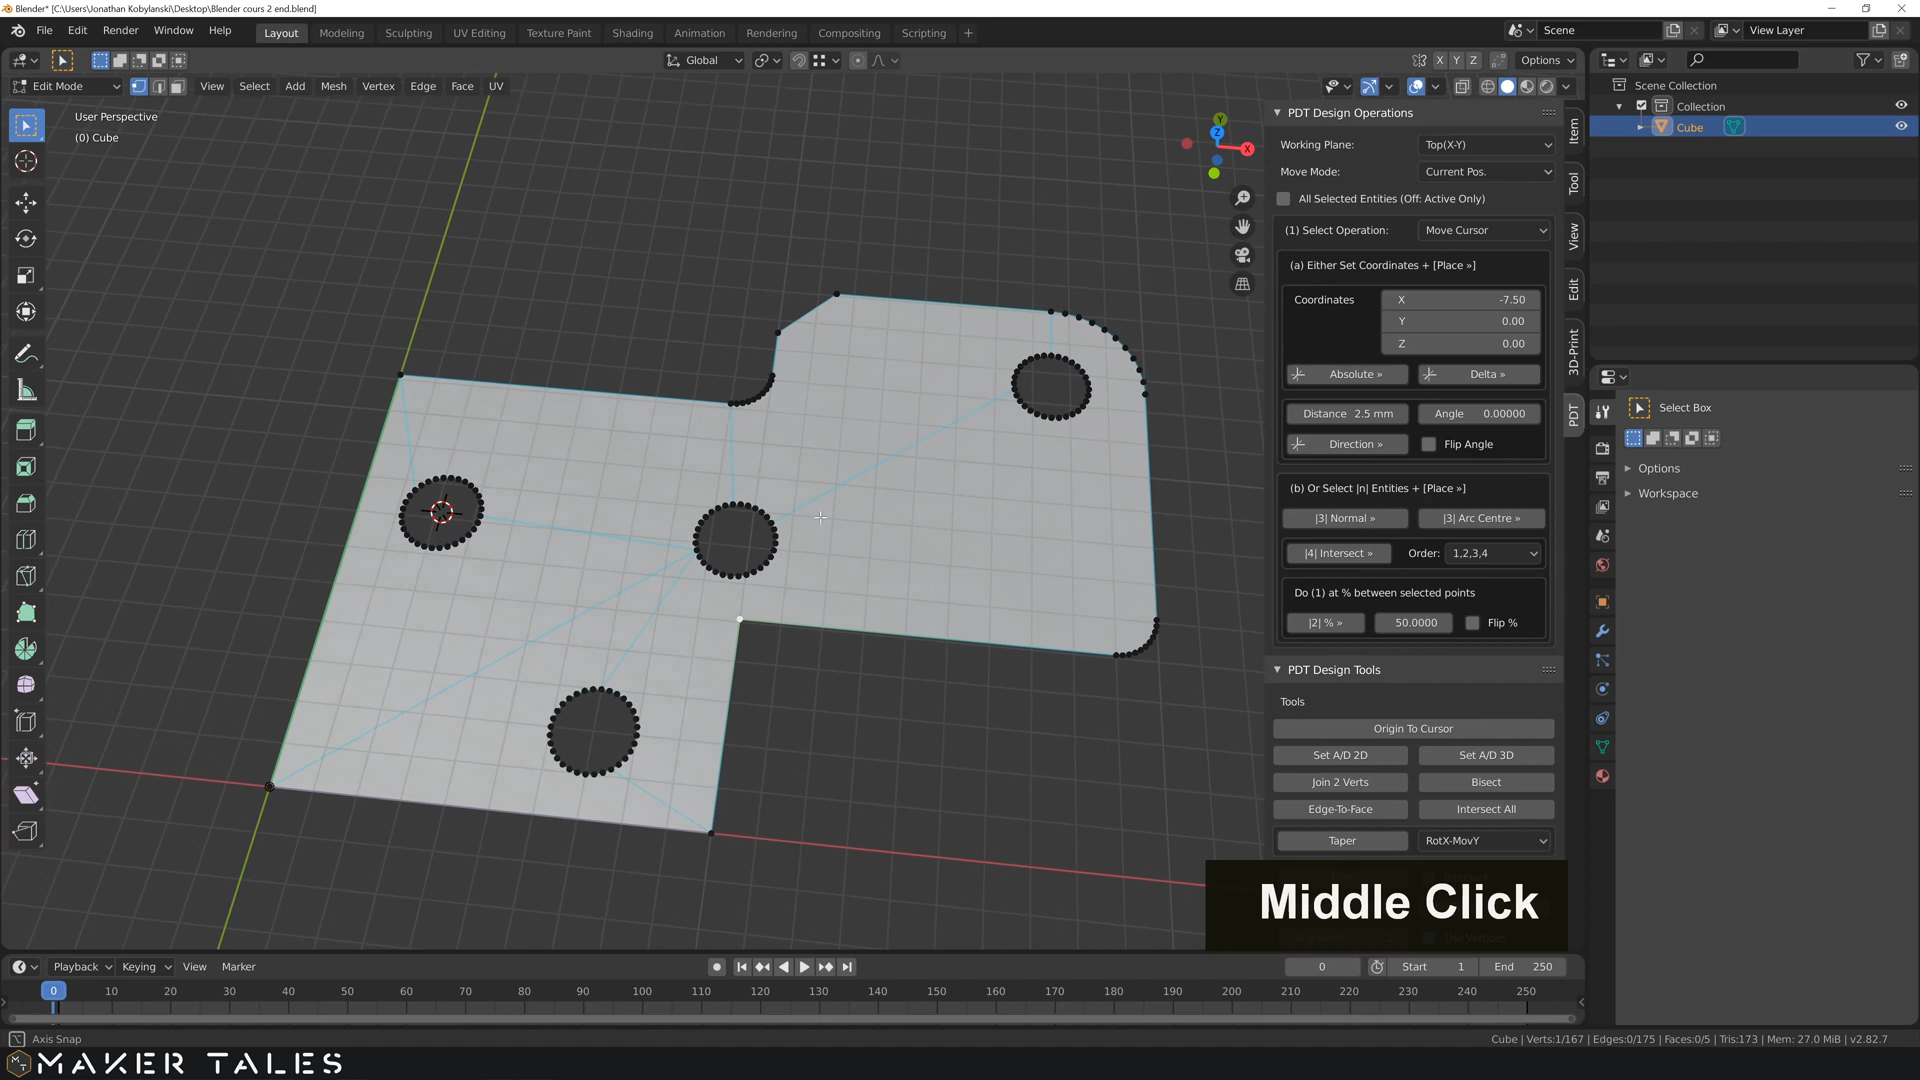 Blender* [C:\Users\Jonathan Kobylanski\Desktop\Blender cours 2 end.blend]
File Edit Render Window Help Layout Modeling Sculpting UV Editing Texture Paint Shading Animation Rendering Compositing Scripting + Scene View Layer
Global X Y Z Options
Edit Mode View Select Add Mesh Vertex Edge Face UV
Scene Collection
Collection
Cube
User Perspective
(0) Cube
Y
Z
X
PDT Design Operations
Working Plane: Top(X-Y)
Move Mode: Current Pos.
All Selected Entities (Off: Active Only)
(1) Select Operation: Move Cursor
(a) Either Set Coordinates + [Place »]
Coordinates X -7.50
Y 0.00
Z 0.00
Absolute » Delta »
Distance 2.5 mm Angle 0.00000
Direction » Flip Angle
(b) Or Select |n| Entities + [Place »]
|3| Normal » |3| Arc Centre »
|4| Intersect » Order: 1,2,3,4
Do (1) at % between selected points
|2| % » 50.0000 Flip %
PDT Design Tools
Tools
Origin To Cursor
Set A/D 2D Set A/D 3D
Join 2 Verts Bisect
Edge-To-Face Intersect All
Taper RotX-MovY
Item
Tool
View
Edit
3D-Print
PDT
Select Box
Options
Workspace
Middle Click
Playback Keying View Marker 0 Start 1 End 250
0 10 20 30 40 50 60 70 80 90 100 110 120 130 140 150 160 170 180 190 200 210 220 230 240 250
Axis Snap
Cube | Verts:1/167 | Edges:0/175 | Faces:0/5 | Tris:173 | Mem: 27.0 MiB | v2.82.7
MAKER TALES